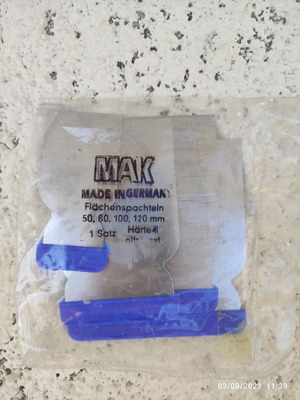 MAK
MADE IN GERMANY
Flächenspachteln
50, 80, 100, 120 mm
1 Satz
03/08/2023 11:39